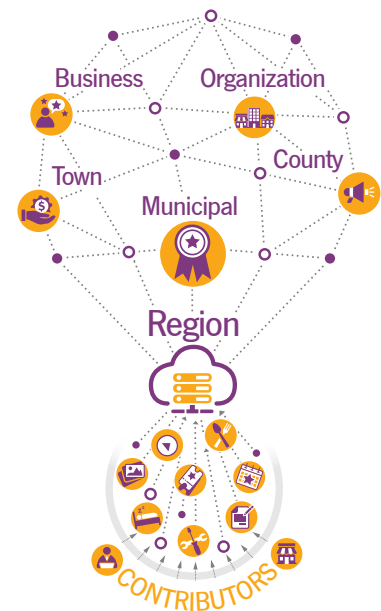 Business
Organization
Town
County
Municipal
$
Region
CONTRIBUTORS